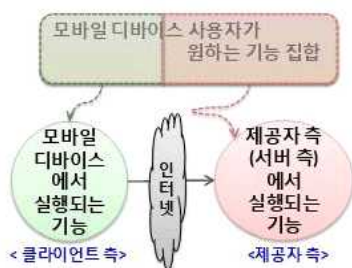 모바일 디바이스 사용자가
원하는 기능 집합
모바일
디바이스
에서
실행되는
기능
인
터
넷
제공자 측
(서버 측)
에서
실행되는
기능
< 클라이언트 측>
<제공자 측>